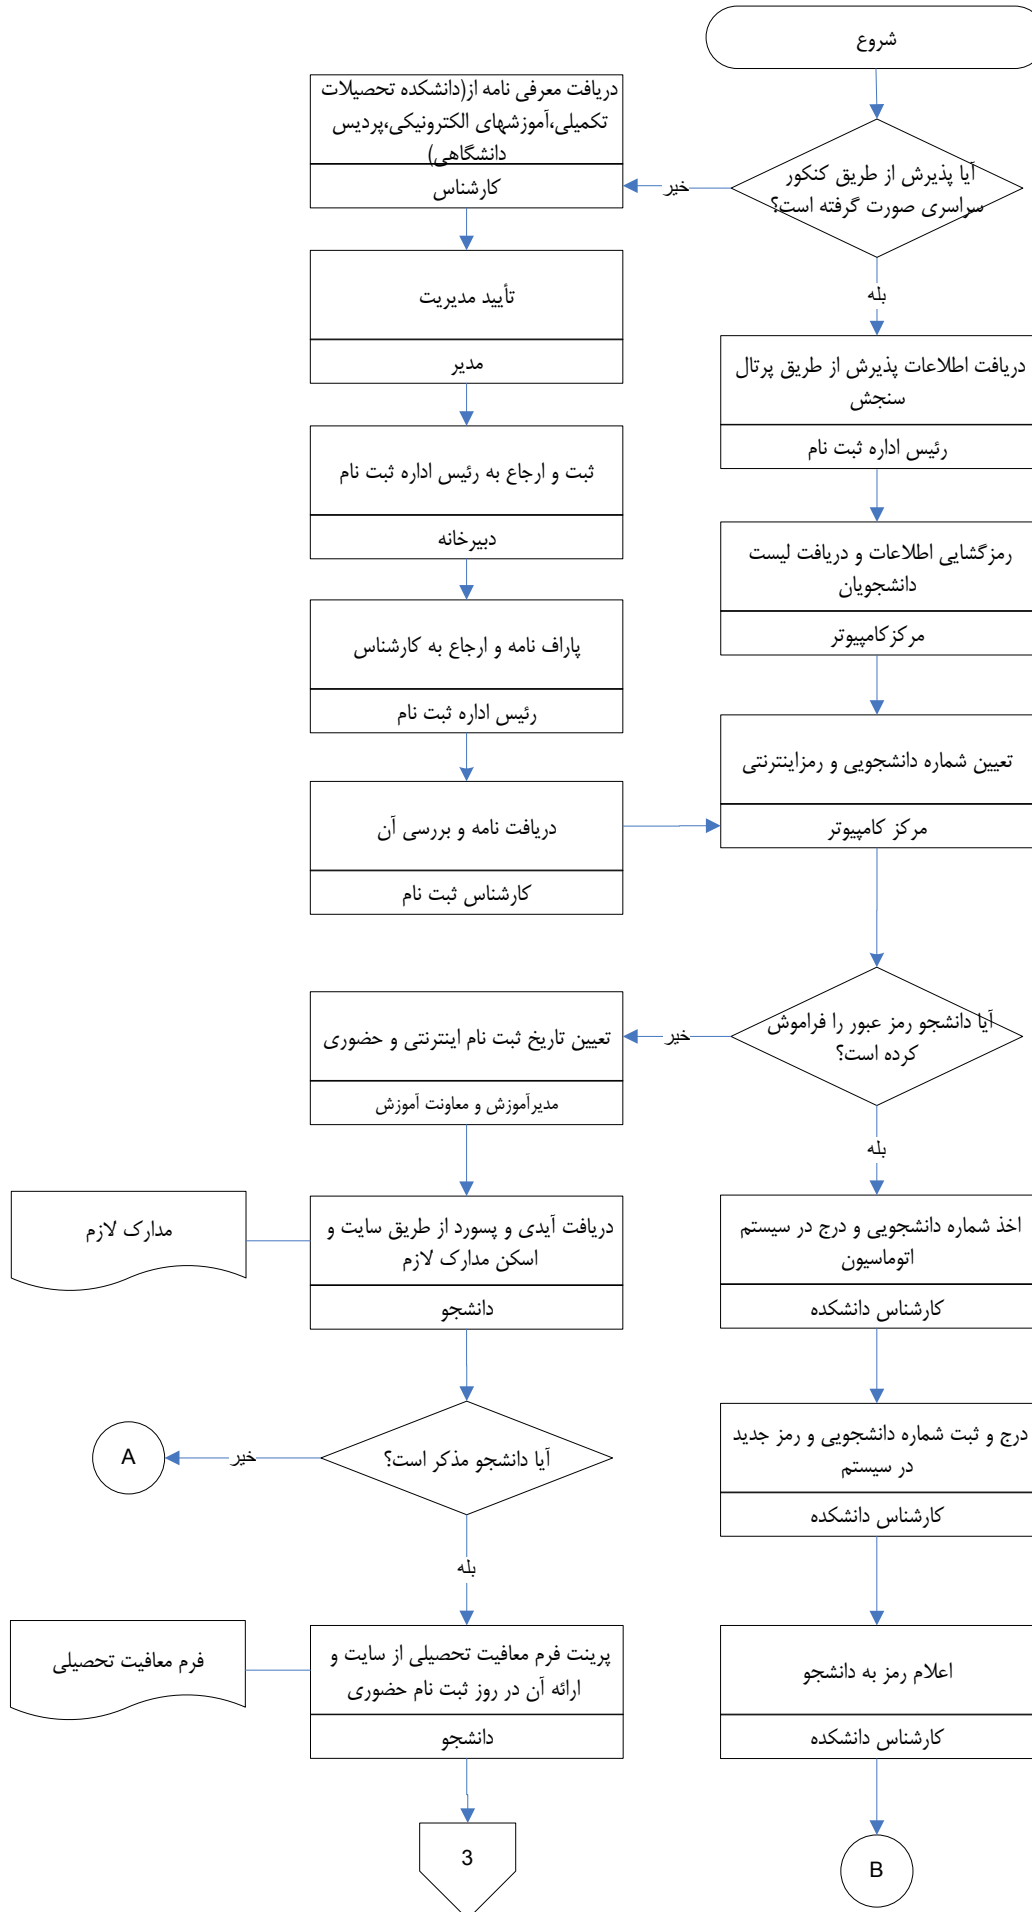 شروع
آیا پذیرش از طریق کنکور
سراسری صورت گرفته است؟
خیر
بله
دریافت معرفی نامه از(دانشکده تحصیلات
تکمیلی،آموزشهای الکترونیکی،پردیس
دانشگاهی)
کارشناس
تأیید مدیریت
مدیر
ثبت و ارجاع به رئیس اداره ثبت نام
دبیرخانه
پاراف نامه و ارجاع به کارشناس
رئیس اداره ثبت نام
دریافت نامه و بررسی آن
کارشناس ثبت نام
دریافت اطلاعات پذیرش از طریق پرتال
سنجش
رئیس اداره ثبت نام
رمزگشایی اطلاعات و دریافت لیست
دانشجویان
مرکزکامپیوتر
تعیین شماره دانشجویی و رمزاینترنتی
مرکز کامپیوتر
آیا دانشجو رمز عبور را فراموش
کرده است؟
خیر
بله
تعیین تاریخ ثبت نام اینترنتی و حضوری
مدیرآموزش و معاونت آموزش
دریافت آیدی و پسورد از طریق سایت و
اسکن مدارک لازم
دانشجو
مدارک لازم
آیا دانشجو مذکر است؟
خیر
A
بله
پرینت فرم معافیت تحصیلی از سایت و
ارائه آن در روز ثبت نام حضوری
دانشجو
فرم معافیت تحصیلی
3
اخذ شماره دانشجویی و درج در سیستم
اتوماسیون
کارشناس دانشکده
درج و ثبت شماره دانشجویی و رمز جدید
در سیستم
کارشناس دانشکده
اعلام رمز به دانشجو
کارشناس دانشکده
B